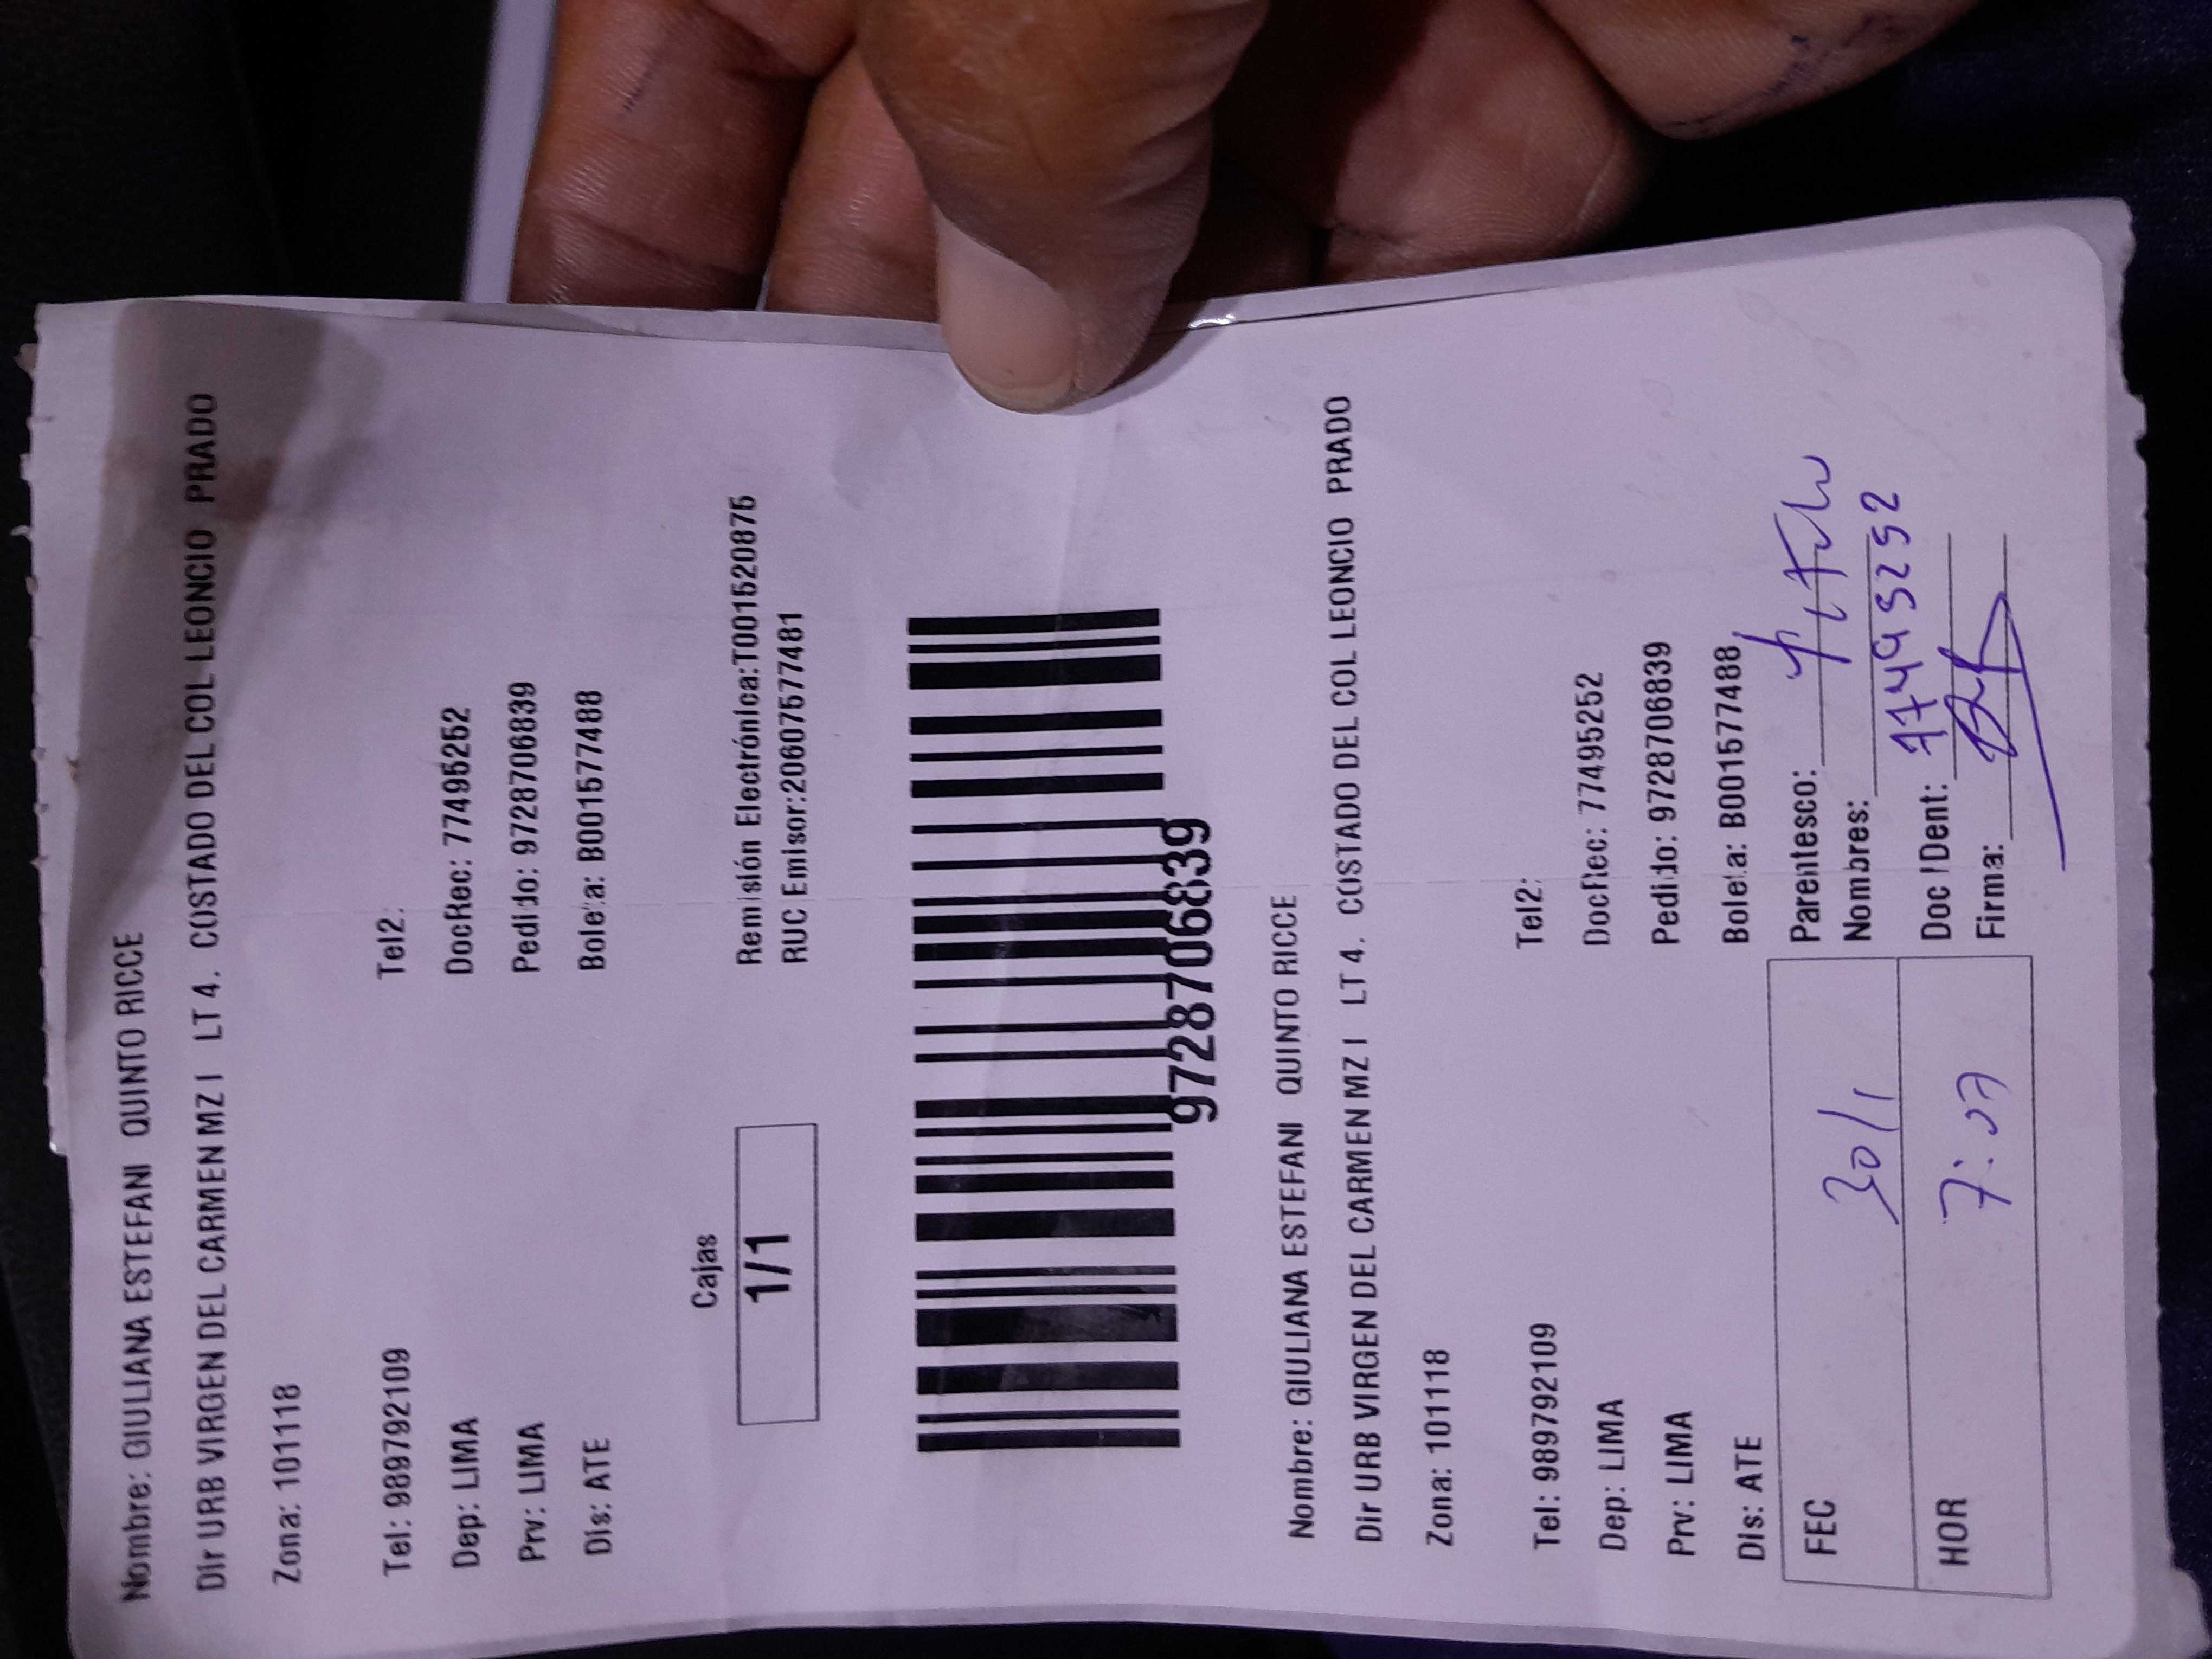 Nombre: GIULIANA ESTEFANI QUINTO RICCE
Dir URB VIRGEN DEL CARMEN MZ I LT 4. COSTADO DEL COL LEONCIO PRADO
Zona: 101118
Tel: 989792109 Tel2:
Dep: LIMA DocRec: 77495252
Prv: LIMA Pedido: 9728706839
Dis: ATE Boleta: B001577488
Cajas
1/1
Remisión Electrónica:T001520875
RUC Emisor:20607577481
9728706839
Nombre: GIULIANA ESTEFANI QUINTO RICCE
Dir URB VIRGEN DEL CARMEN MZ I LT 4. COSTADO DEL COL LEONCIO PRADO
Zona: 101118
Tel: 989792109 Tel2:
Dep: LIMA DocRec: 77495252
Prv: LIMA Pedido: 9728706839
Dis: ATE Boleta: B001577488
FEC 30/1 Parentesco:
Nombres:
HOR 7:07 Doc IDent: 77495252
Firma: